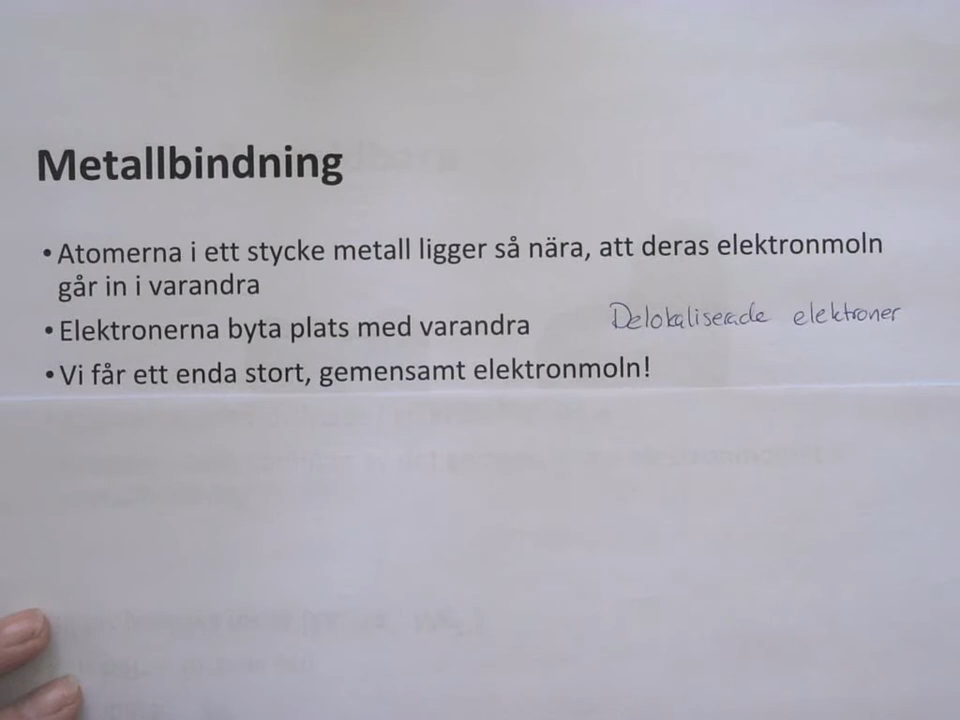 Metallbindning
• Atomerna i ett stycke metall ligger så nära, att deras elektronmoln
går in i varandra
• Elektronerna byta plats med varandra
Delokaliserade elektroner
• Vi får ett enda stort, gemensamt elektronmoln!